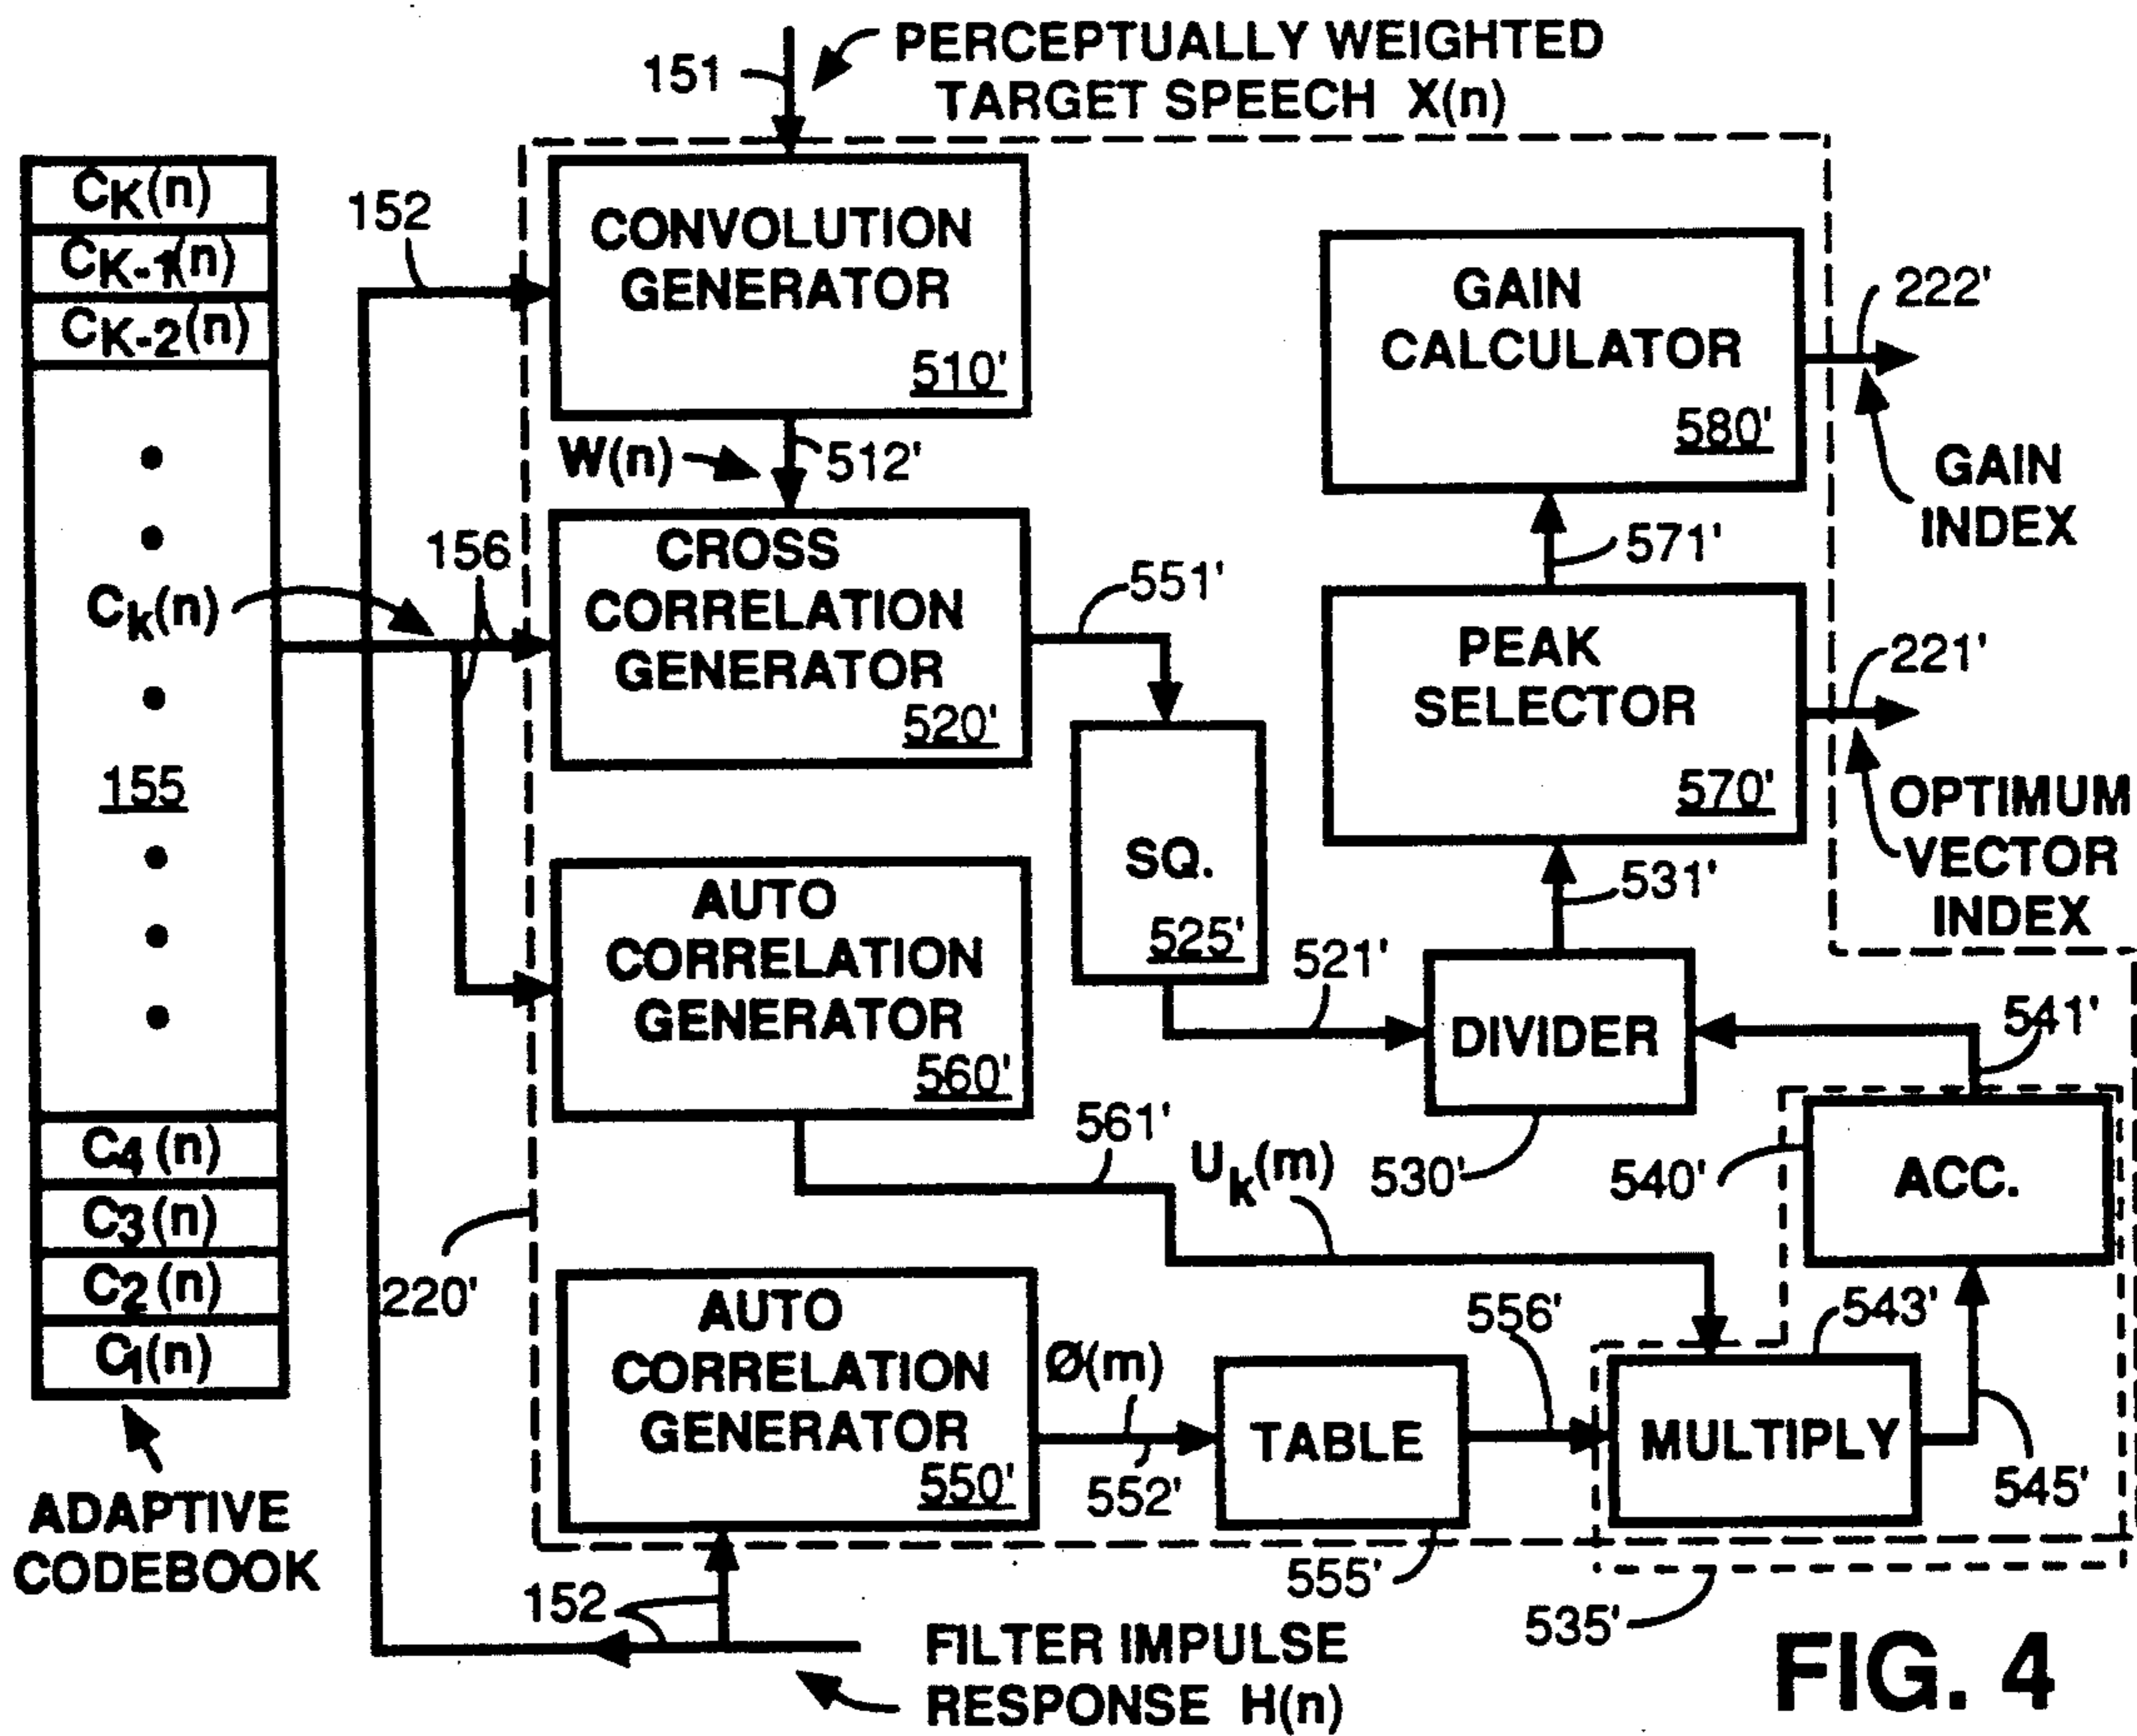 151
PERCEPTUALLY WEIGHTED
TARGET SPEECH X(n)
CK(n)
CK-1(n)
CK-2(n)
Ck(n)
155
C4(n)
C3(n)
C2(n)
C1(n)
ADAPTIVE
CODEBOOK
152
156
CONVOLUTION
GENERATOR
510'
W(n)
512'
CROSS
CORRELATION
GENERATOR
520'
551'
SQ.
525'
521'
AUTO
CORRELATION
GENERATOR
560'
561'
Uk(m)
220'
AUTO
CORRELATION
GENERATOR
550'
Ø(m)
552'
TABLE
555'
556'
MULTIPLY
543'
545'
535'
ACC.
540'
541'
DIVIDER
530'
531'
PEAK
SELECTOR
570'
571'
221'
OPTIMUM
VECTOR
INDEX
GAIN
CALCULATOR
580'
222'
GAIN
INDEX
152
FILTER IMPULSE
RESPONSE H(n)
FIG. 4